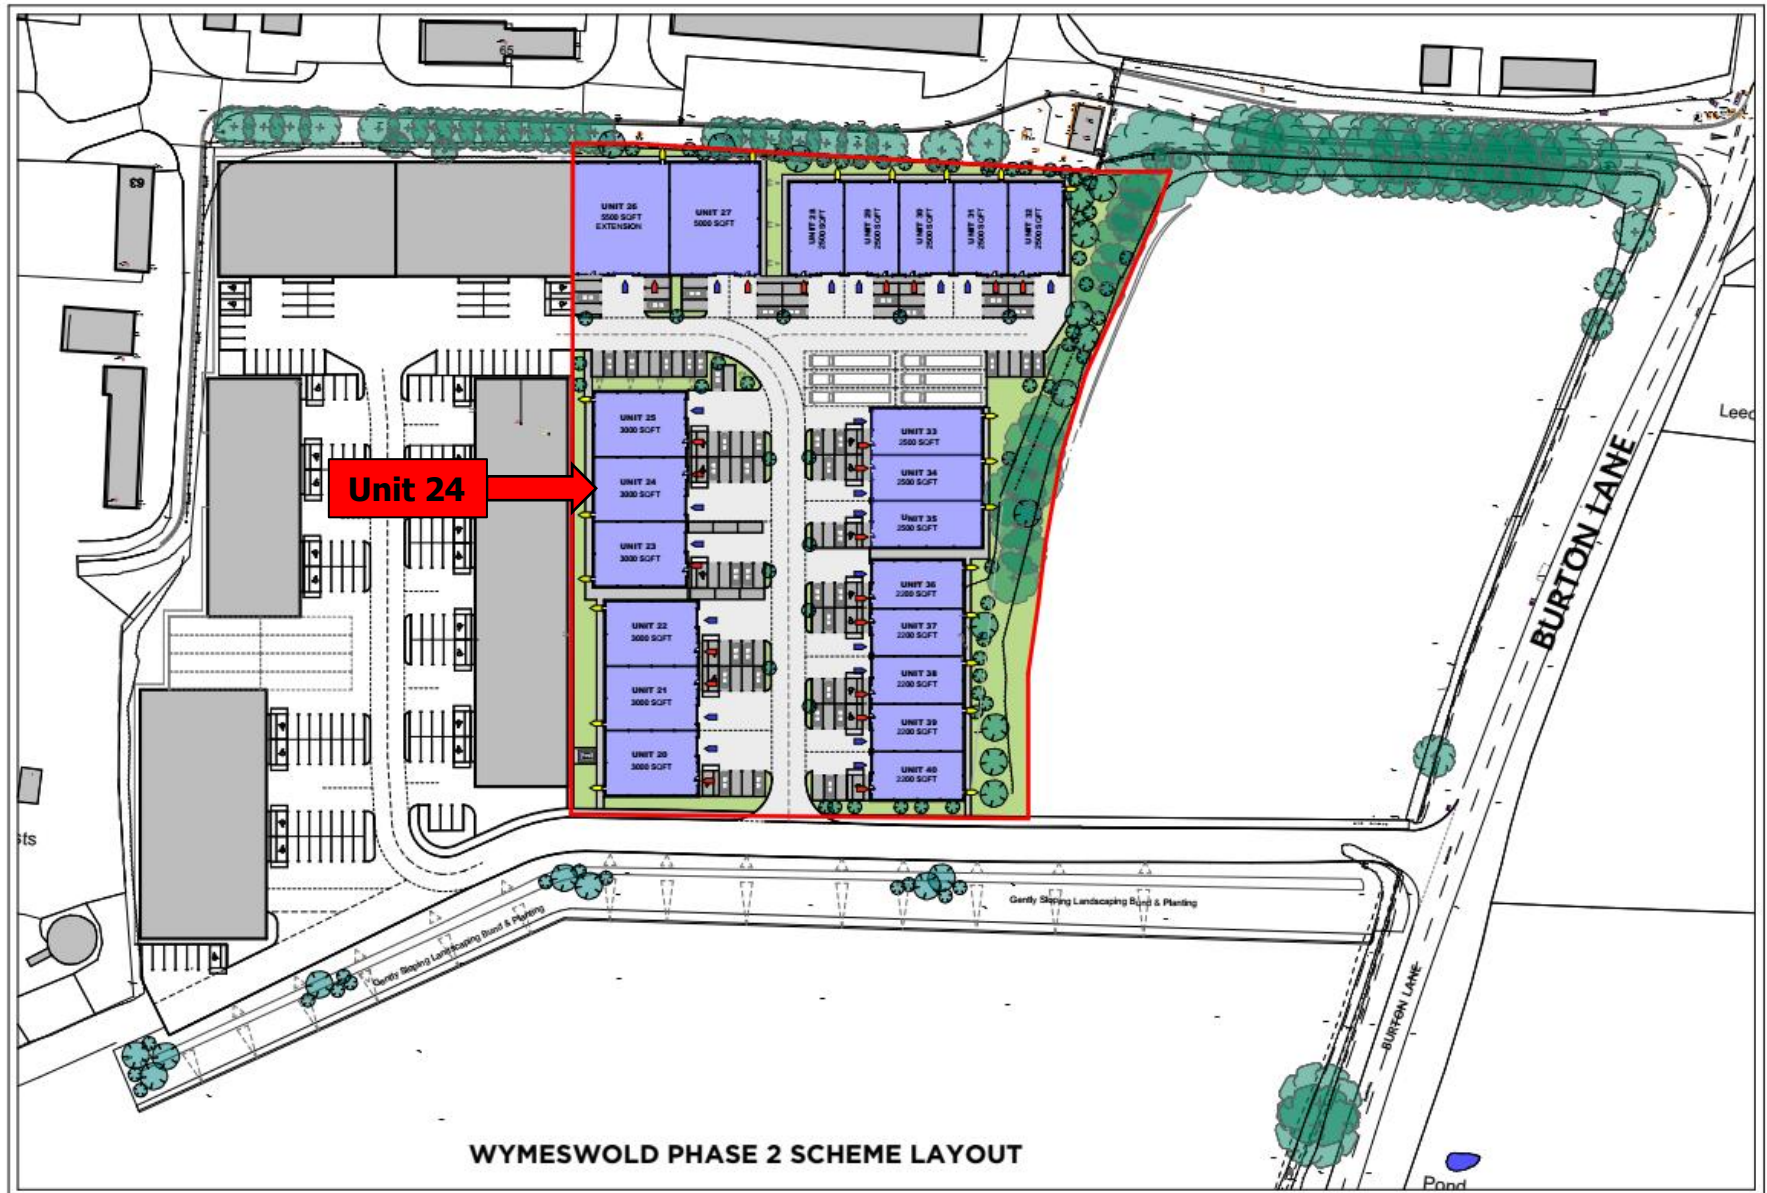 65
63
UNIT 26
5500 SQFT
EXTENSION
UNIT 27
5000 SQFT
UNIT 28
2500 SQFT
UNIT 29
2500 SQFT
UNIT 30
2500 SQFT
UNIT 31
2500 SQFT
UNIT 32
2500 SQFT
UNIT 25
3000 SQFT
Unit 24
UNIT 24
3000 SQFT
UNIT 23
3000 SQFT
UNIT 22
3000 SQFT
UNIT 21
3000 SQFT
UNIT 20
3000 SQFT
UNIT 33
2500 SQFT
UNIT 34
2500 SQFT
UNIT 35
2500 SQFT
UNIT 36
2200 SQFT
UNIT 37
2200 SQFT
UNIT 38
2200 SQFT
UNIT 39
2200 SQFT
UNIT 40
2200 SQFT
BURTON LANE
Leec
sts
Gently Sloping Landscaping Bund & Planting
Gently Sloping Landscaping Bund & Planting
BURTON LANE
WYMESWOLD PHASE 2 SCHEME LAYOUT
Pond